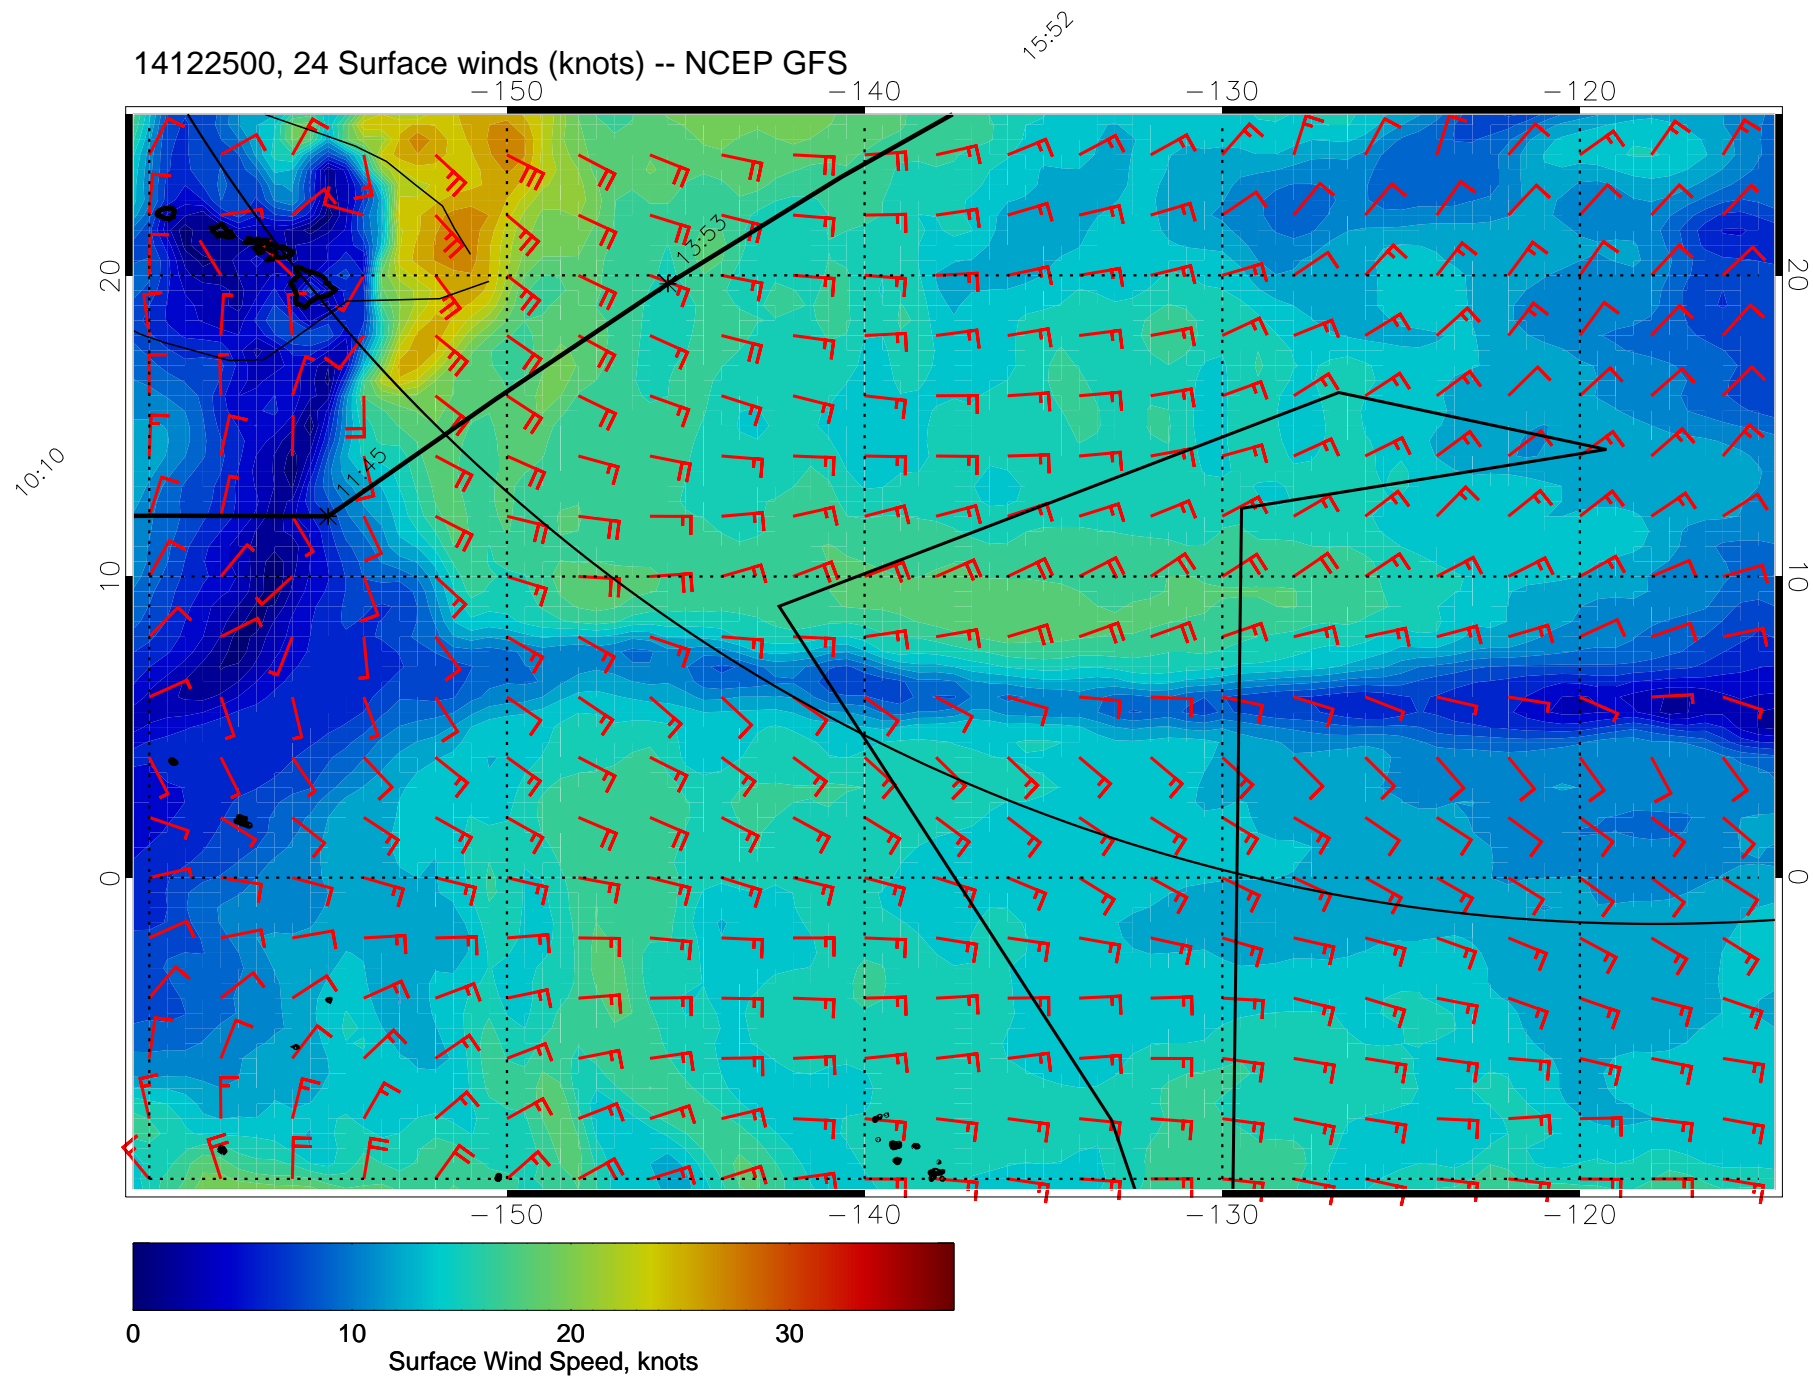 15:52
14122500, 24 Surface winds (knots) -- NCEP GFS
-150 -140 -130 -120
13:53
20 20
11:45
10:10
10 10
0 0
-150 -140 -130 -120
0 10 20 30
Surface Wind Speed, knots